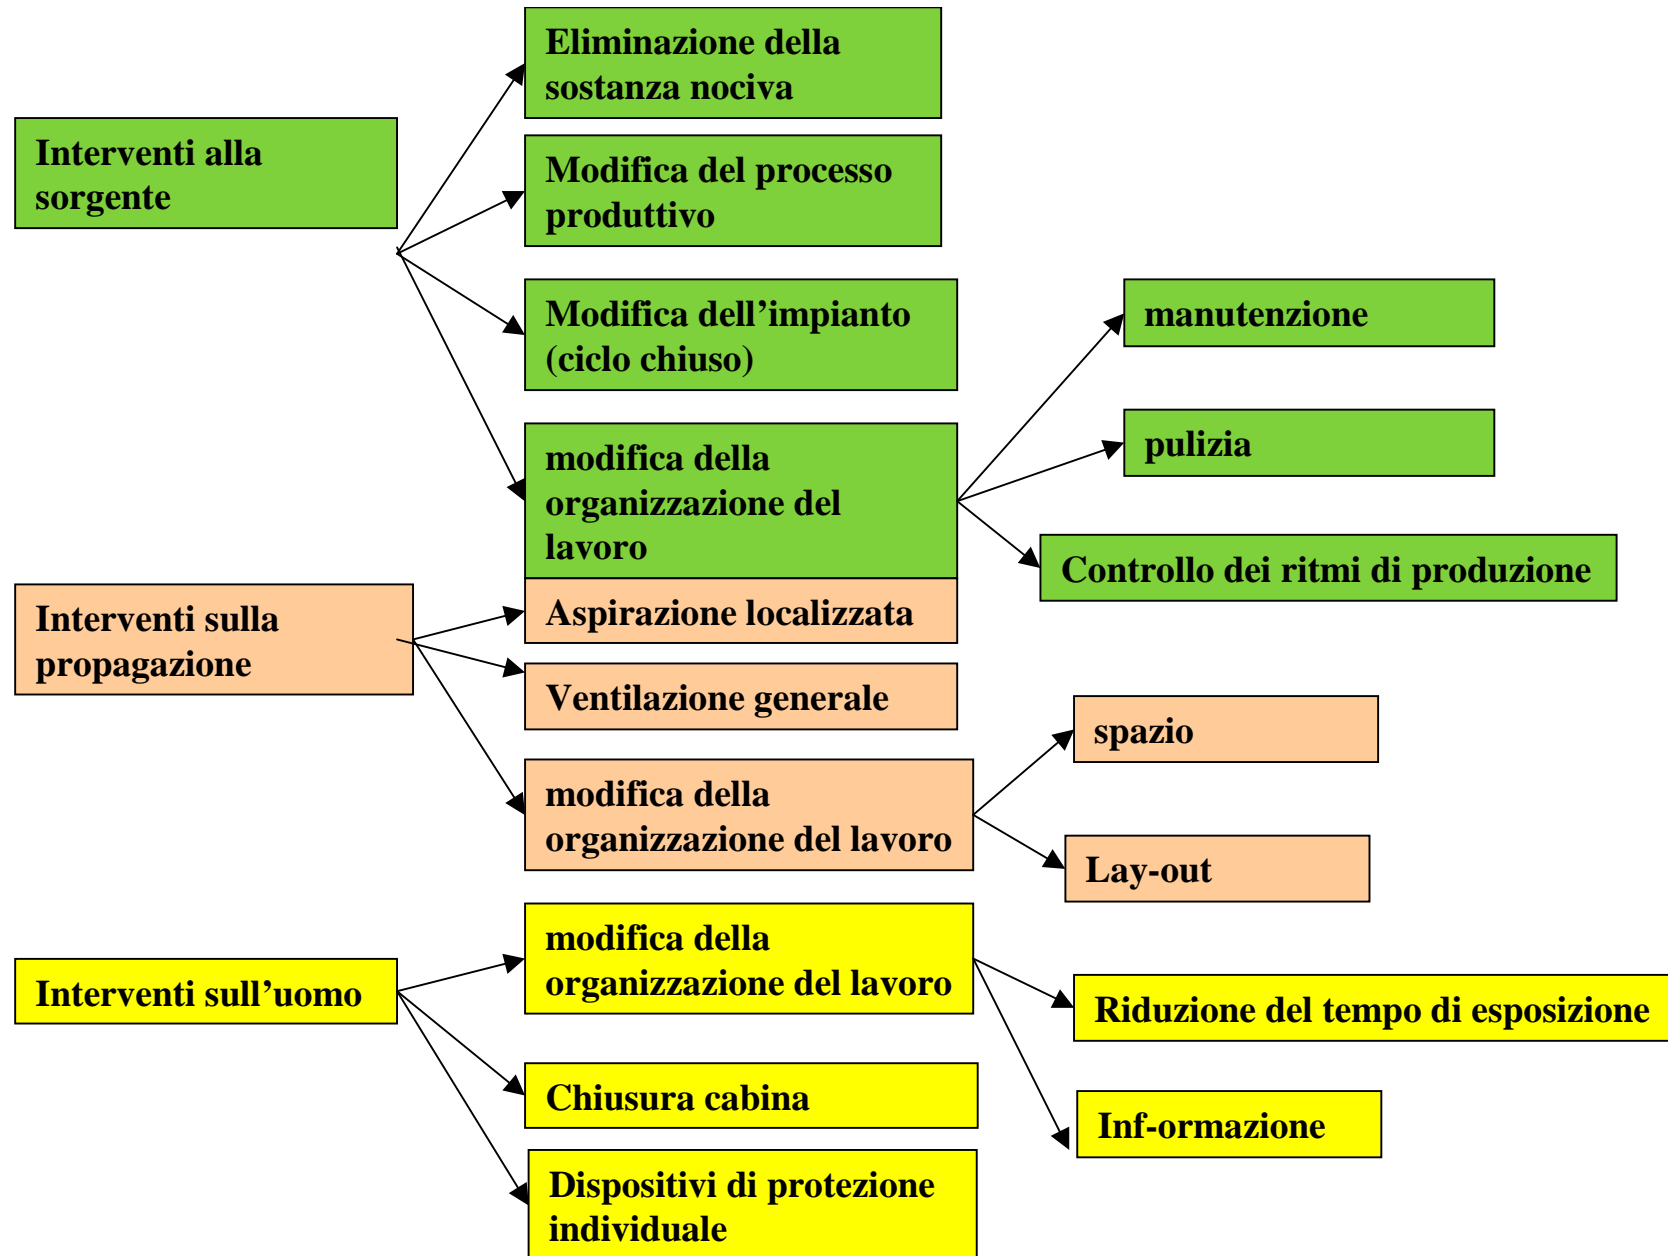 Interventi alla
sorgente
Eliminazione della
sostanza nociva
Modifica del processo
produttivo
Modifica dell’impianto
(ciclo chiuso)
modifica della
organizzazione del
lavoro
manutenzione
pulizia
Controllo dei ritmi di produzione
Interventi sulla
propagazione
Aspirazione localizzata
Ventilazione generale
modifica della
organizzazione del lavoro
spazio
Lay-out
Interventi sull’uomo
modifica della
organizzazione del lavoro
Riduzione del tempo di esposizione
Inf-ormazione
Chiusura cabina
Dispositivi di protezione
individuale